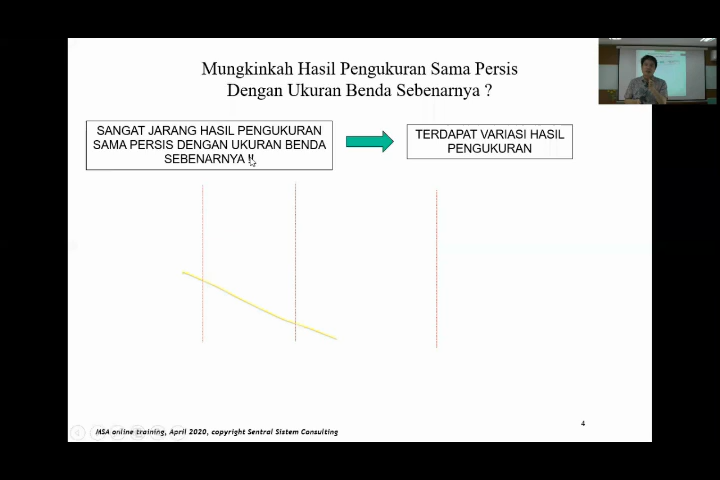 Mungkinkah Hasil Pengukuran Sama Persis
Dengan Ukuran Benda Sebenarnya ?
SANGAT JARANG HASIL PENGUKURAN
SAMA PERSIS DENGAN UKURAN BENDA
SEBENARNYA !!
TERDAPAT VARIASI HASIL
PENGUKURAN
4
MSA online training, April 2020, copyright Sentral Sistem Consulting